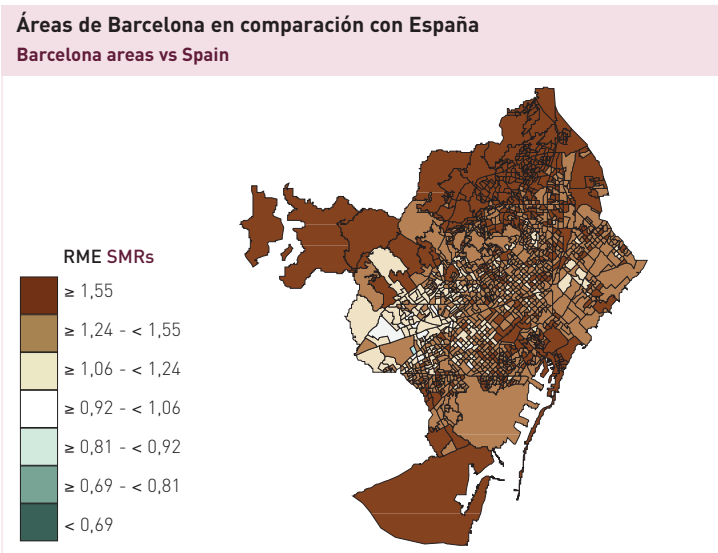 Áreas de Barcelona en comparación con España
Barcelona areas vs Spain
RME SMRs
≥ 1,55
≥ 1,24 - < 1,55
≥ 1,06 - < 1,24
≥ 0,92 - < 1,06
≥ 0,81 - < 0,92
≥ 0,69 - < 0,81
< 0,69